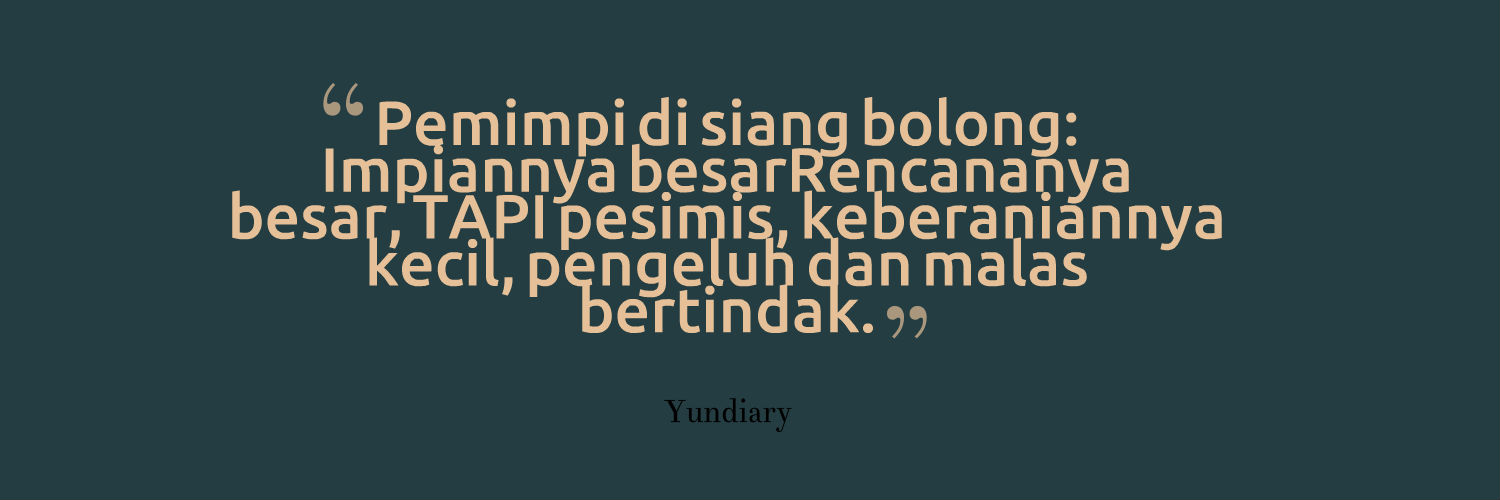 “ Pemimpi di siang bolong:
Impiannya besarRencananya
besar, TAPI pesimis, keberaniannya
kecil, pengeluh dan malas
bertindak. ”
Yundiary